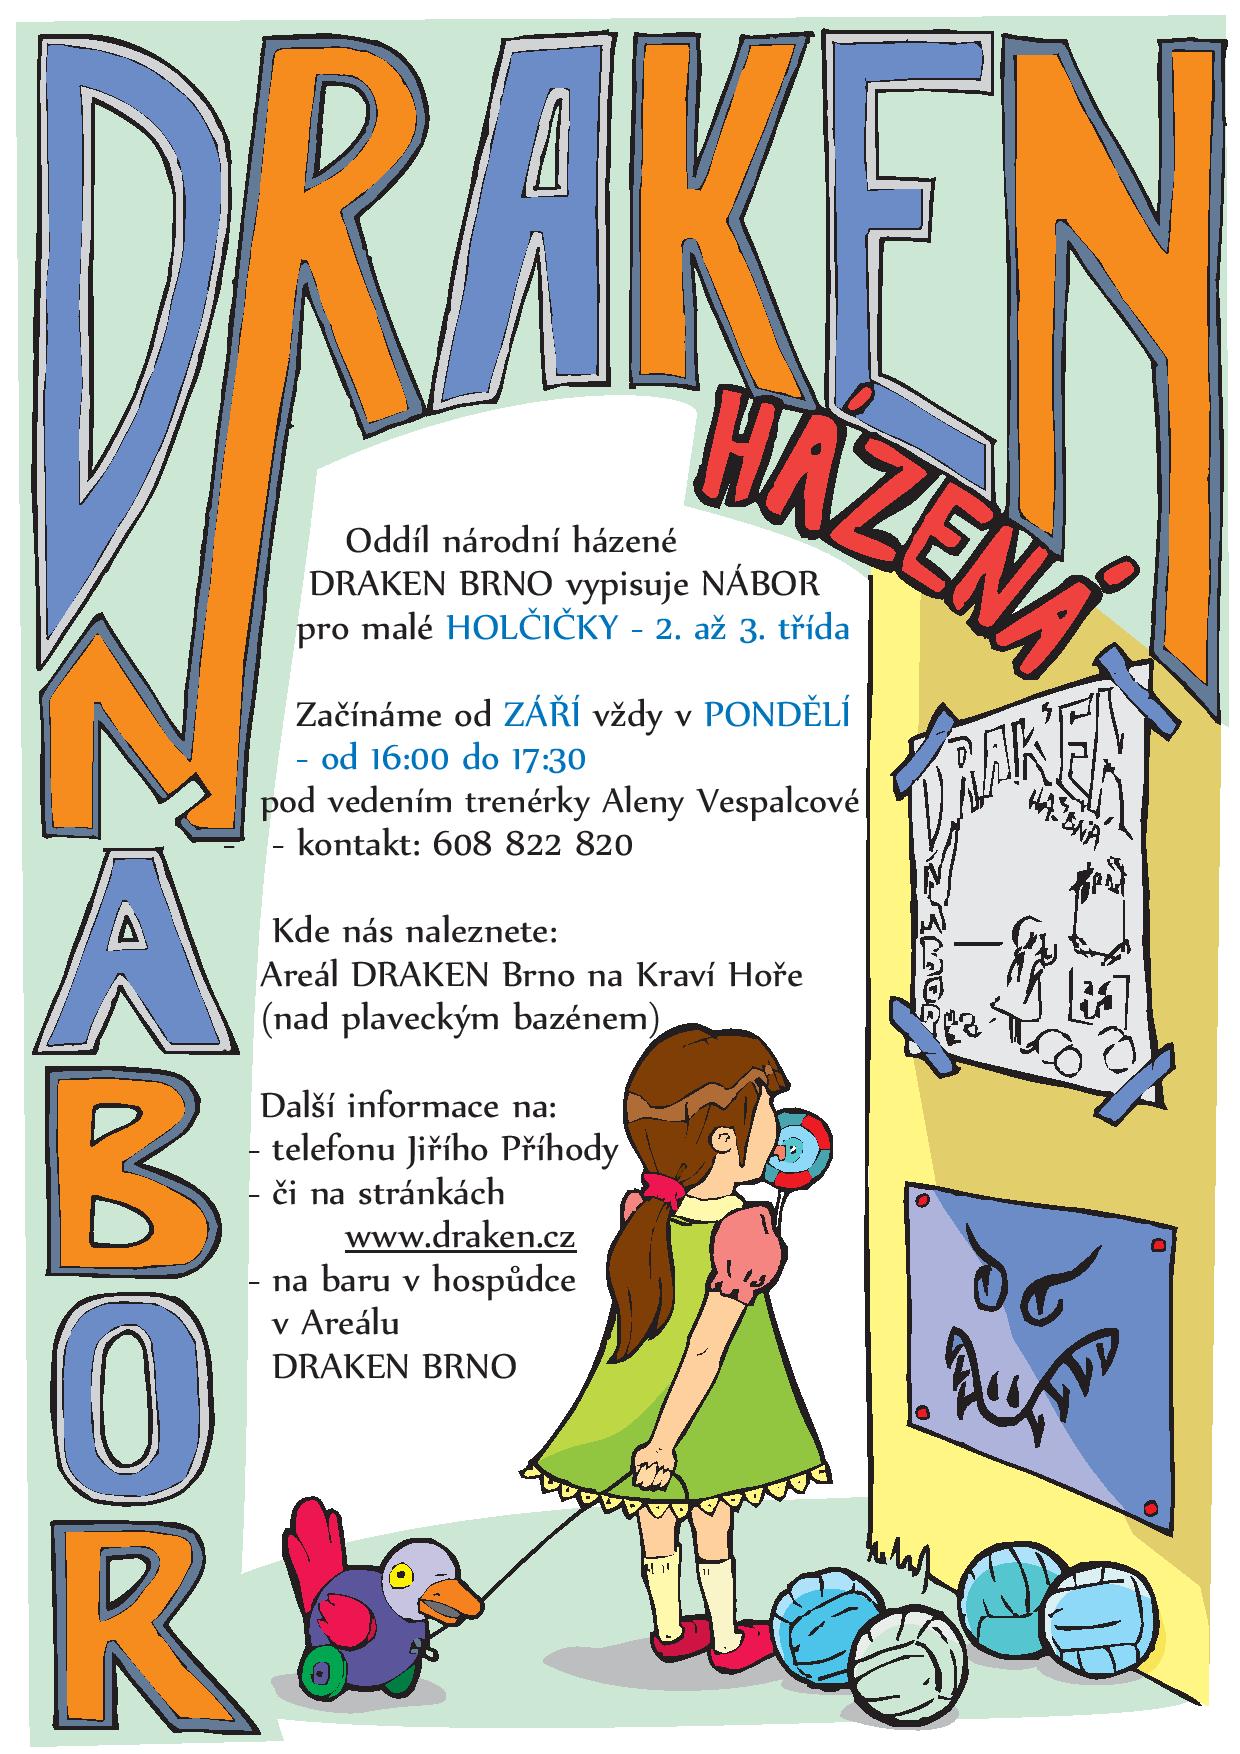 DRAKEN
HÁZENÁ
NÁBOR
Oddíl národní házené
DRAKEN BRNO vypisuje NÁBOR
pro malé HOLČIČKY - 2. až 3. třída
Začínáme od ZÁŘÍ vždy v PONDĚLÍ
- od 16:00 do 17:30
pod vedením trenérky Aleny Vespalcové
- kontakt: 608 822 820
Kde nás naleznete:
Areál DRAKEN Brno na Kraví Hoře
(nad plaveckým bazénem)
Další informace na:
- telefonu Jiřího Příhody
- či na stránkách
www.draken.cz
- na baru v hospůdce
v Areálu
DRAKEN BRNO
DRAKEN
HÁZENÁ
NABOR